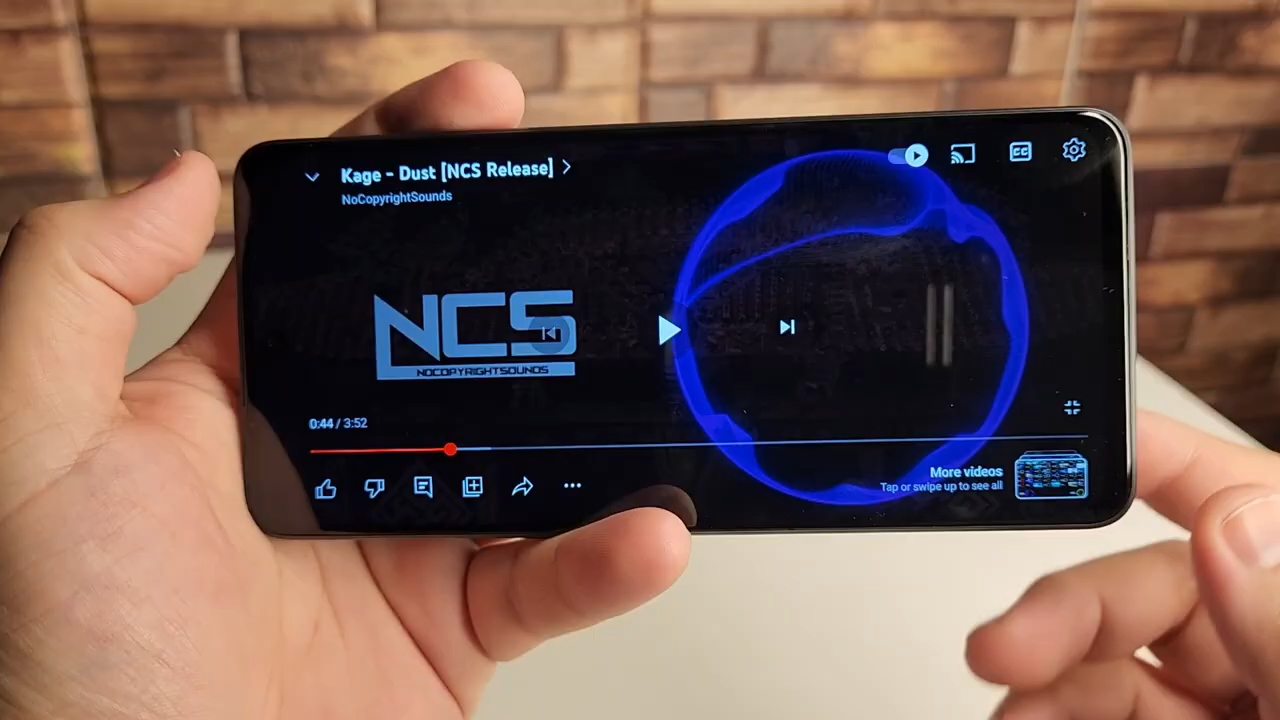 Kage - Dust [NCS Release]
NoCopyrightSounds
CC
NCS
NOCOPYRIGHTSOUNDS
0:44 / 3:52
More videos
Tap or swipe up to see all